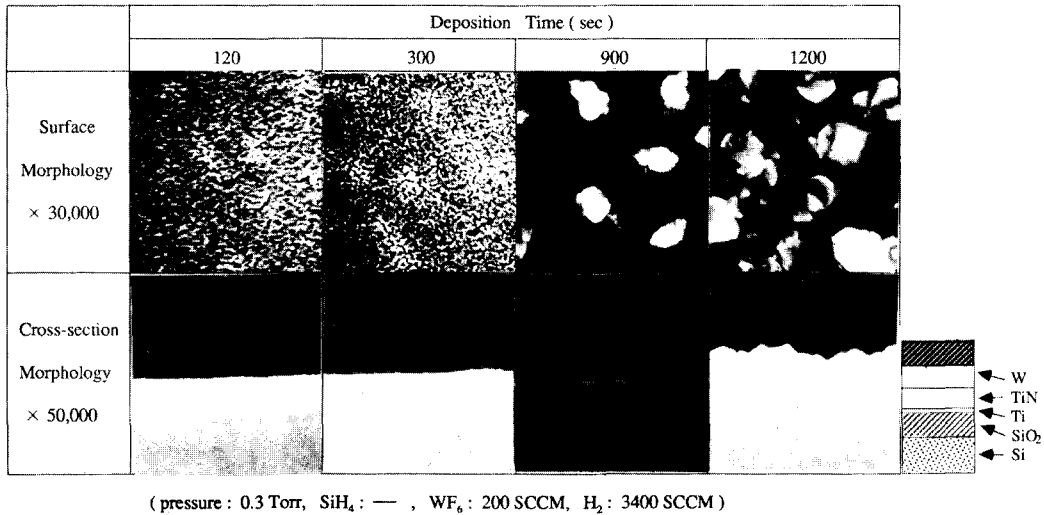 Deposition Time ( sec )
120 300 900 1200
Surface
Morphology
× 30,000
Cross-section
Morphology
× 50,000
W
TiN
Ti
SiO₂
Si
( pressure : 0.3 Torr, SiH₄ : — , WF₆ : 200 SCCM, H₂ : 3400 SCCM )